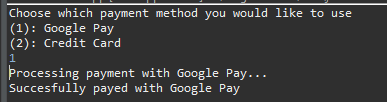 Choose which payment method you would like to use
(1): Google Pay
(2): Credit Card
1
Processing payment with Google Pay...
Succesfully payed with Google Pay